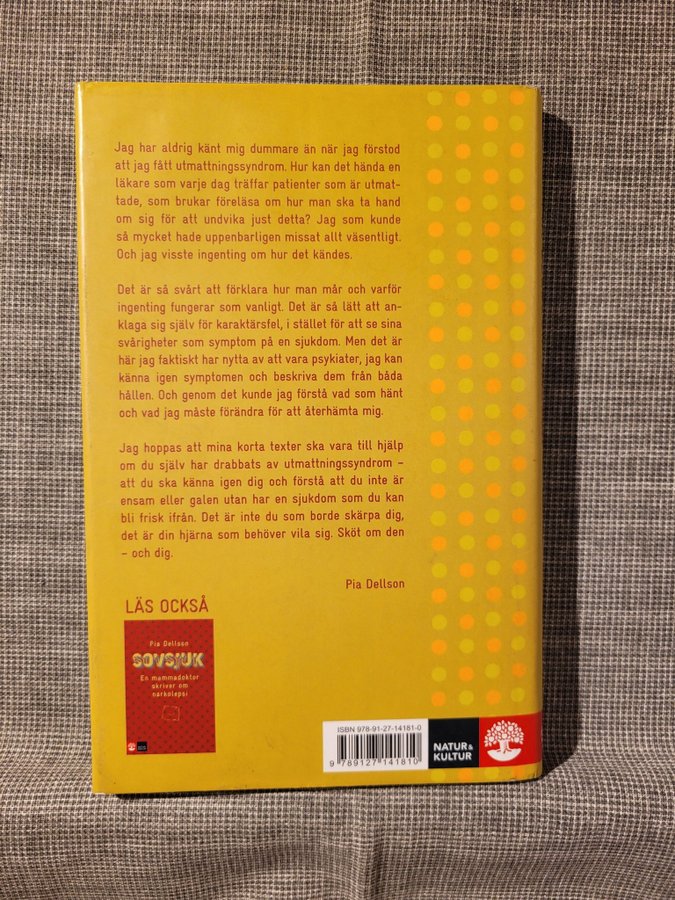 Jag har aldrig känt mig dummare än när jag förstod
att jag fått utmattningssyndrom. Hur kan det hända en
läkare som varje dag träffar patienter som är utmat-
tade, som brukar föreläsa om hur man ska ta hand
om sig för att undvika just detta? Jag som kunde
så mycket hade uppenbarligen missat allt väsentligt.
Och jag visste ingenting om hur det kändes.
Det är så svårt att förklara hur man mår och varför
ingenting fungerar som vanligt. Det är så lätt att an-
klaga sig själv för karaktärsfel, i stället för att se sina
svårigheter som symptom på en sjukdom. Men det är
här jag faktiskt har nytta av att vara psykiater, jag kan
känna igen symptomen och beskriva dem från båda
hållen. Och genom det kunde jag förstå vad som hänt
och vad jag måste förändra för att återhämta mig.
Jag hoppas att mina korta texter ska vara till hjälp
om du själv har drabbats av utmattningssyndrom –
att du ska känna igen dig och förstå att du inte är
ensam eller galen utan har en sjukdom som du kan
bli frisk ifrån. Det är inte du som borde skärpa dig,
det är din hjärna som behöver vila sig. Sköt om den
– och dig.
Pia Dellson
LÄS OCKSÅ
Pia Dellson
SOVSJUK
En mammadoktor
skriver om
narkolepsi
ISBN 978-91-27-14181-0
9 789127 141810
NATUR&
KULTUR